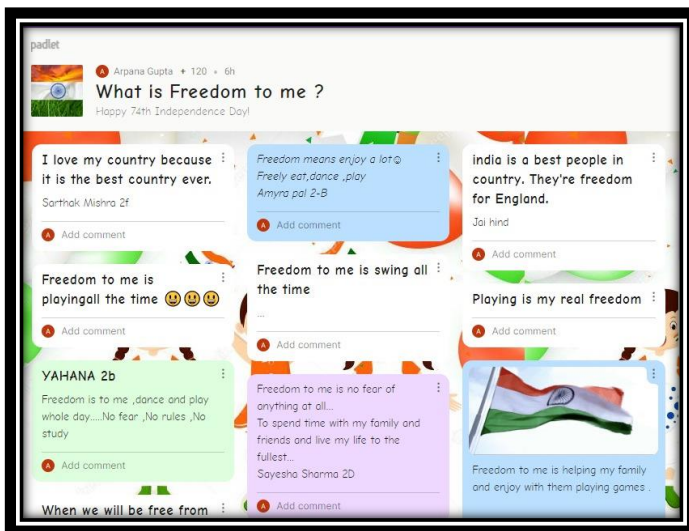 padlet
A Arpana Gupta + 120 • 6h
What is Freedom to me ?
Happy 74th Independence Day!
I love my country because
it is the best country ever.
Sarthak Mishra 2f
A Add comment
Freedom to me is
playingall the time 😃😃😃
A Add comment
YAHANA 2b
Freedom is to me ,dance and play
whole day.....No fear ,No rules ,No
study
A Add comment
When we will be free from
Freedom means enjoy a lot☺
Freely eat,dance ,play
Amyra pal 2-B
A Add comment
Freedom to me is swing all
the time
...
A Add comment
Freedom to me is no fear of
anything at all...
To spend time with my family and
friends and live my life to the
fullest...
Sayesha Sharma 2D
A Add comment
india is a best people in
country. They're freedom
for England.
Jai hind
A Add comment
Playing is my real freedom
A Add comment
Freedom to me is helping my family
and enjoy with them playing games .